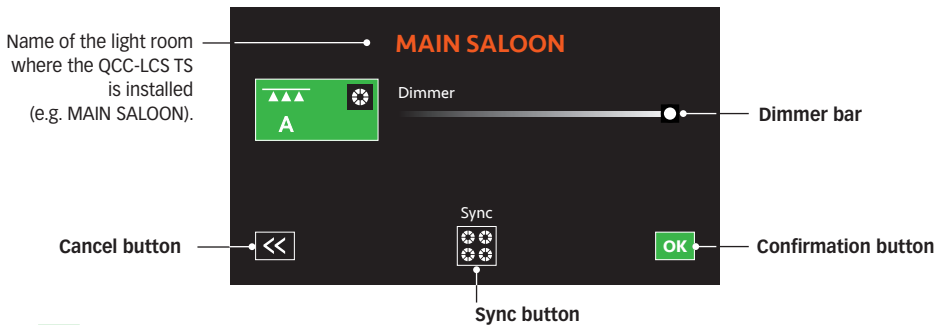 Name of the light room
where the QCC-LCS TS
is installed
(e.g. MAIN SALOON).
MAIN SALOON
A
Dimmer
Dimmer bar
Cancel button
<<
Sync
OK
Confirmation button
Sync button